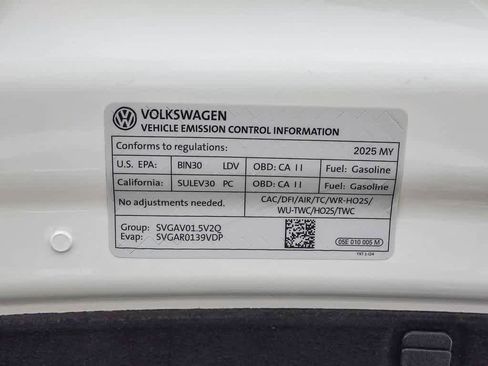 VOLKSWAGEN
VEHICLE EMISSION CONTROL INFORMATION
Conforms to regulations: 2025 MY
U.S. EPA: BIN30 LDV OBD: CA II Fuel: Gasoline
California: SULEV30 PC OBD: CA II Fuel: Gasoline
No adjustments needed. CAC/DFI/AIR/TC/WR-HO2S/
WU-TWC/HO2S/TWC
Group: SVGAV01.5V2Q
Evap: SVGAR0139VDP
05E 010 005 M